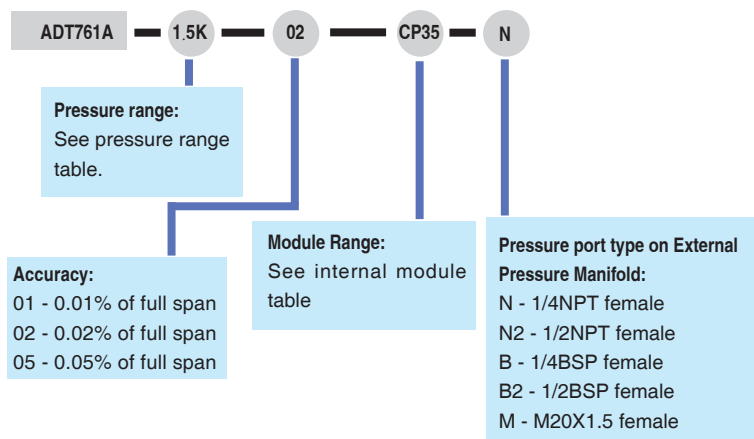 ADT761A 1.5K 02 CP35 N
Pressure range:
See pressure range
table.
Accuracy:
01 - 0.01% of full span
02 - 0.02% of full span
05 - 0.05% of full span
Module Range:
See internal module
table
Pressure port type on External
Pressure Manifold:
N - 1/4NPT female
N2 - 1/2NPT female
B - 1/4BSP female
B2 - 1/2BSP female
M - M20X1.5 female